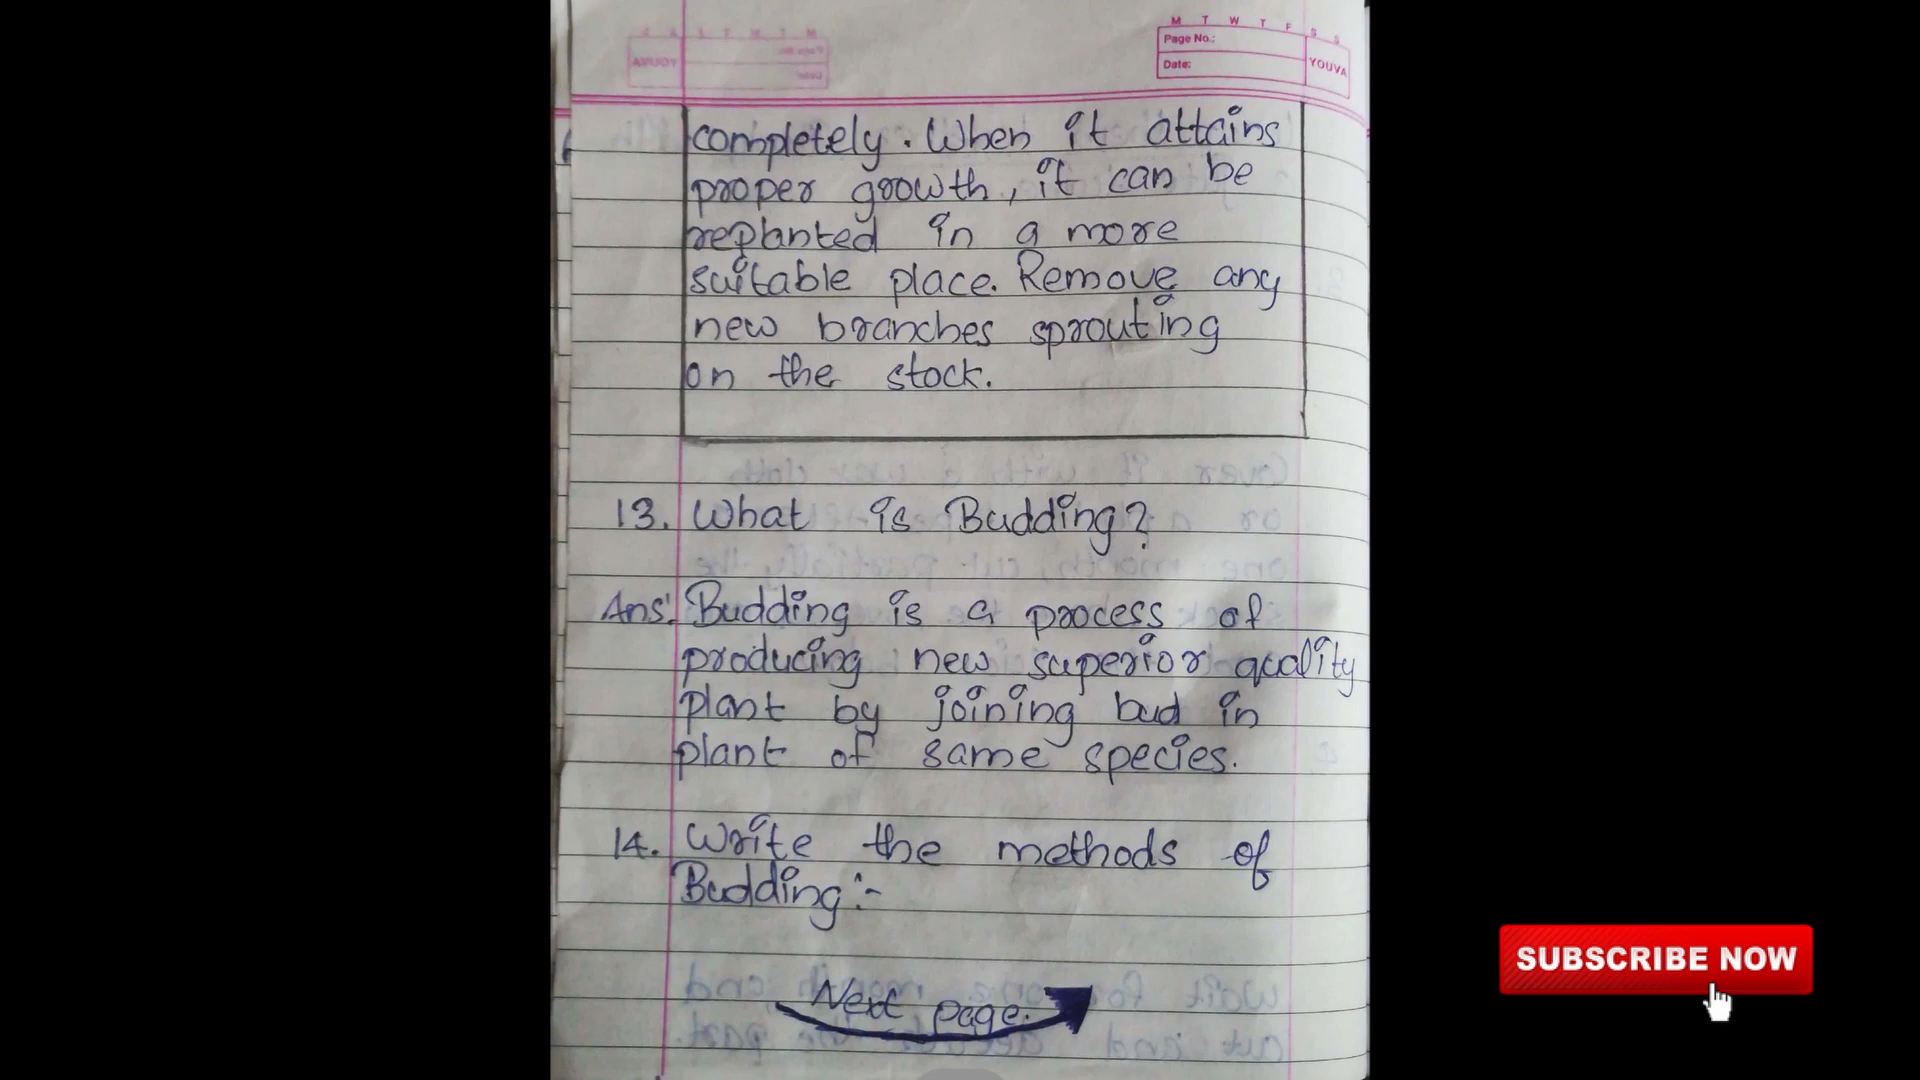 M T W T F S S
Page No.:
Date:
YOUVA
completely. When it attains
proper growth, it can be
replanted in a more
suitable place. Remove any
new branches sprouting
on the stock.
13. What is Budding?
Ans: Budding is a process of
producing new superior quality
plant by joining bud in
plant of same species.
14. Write the methods of
Budding:-
Next page.
SUBSCRIBE NOW